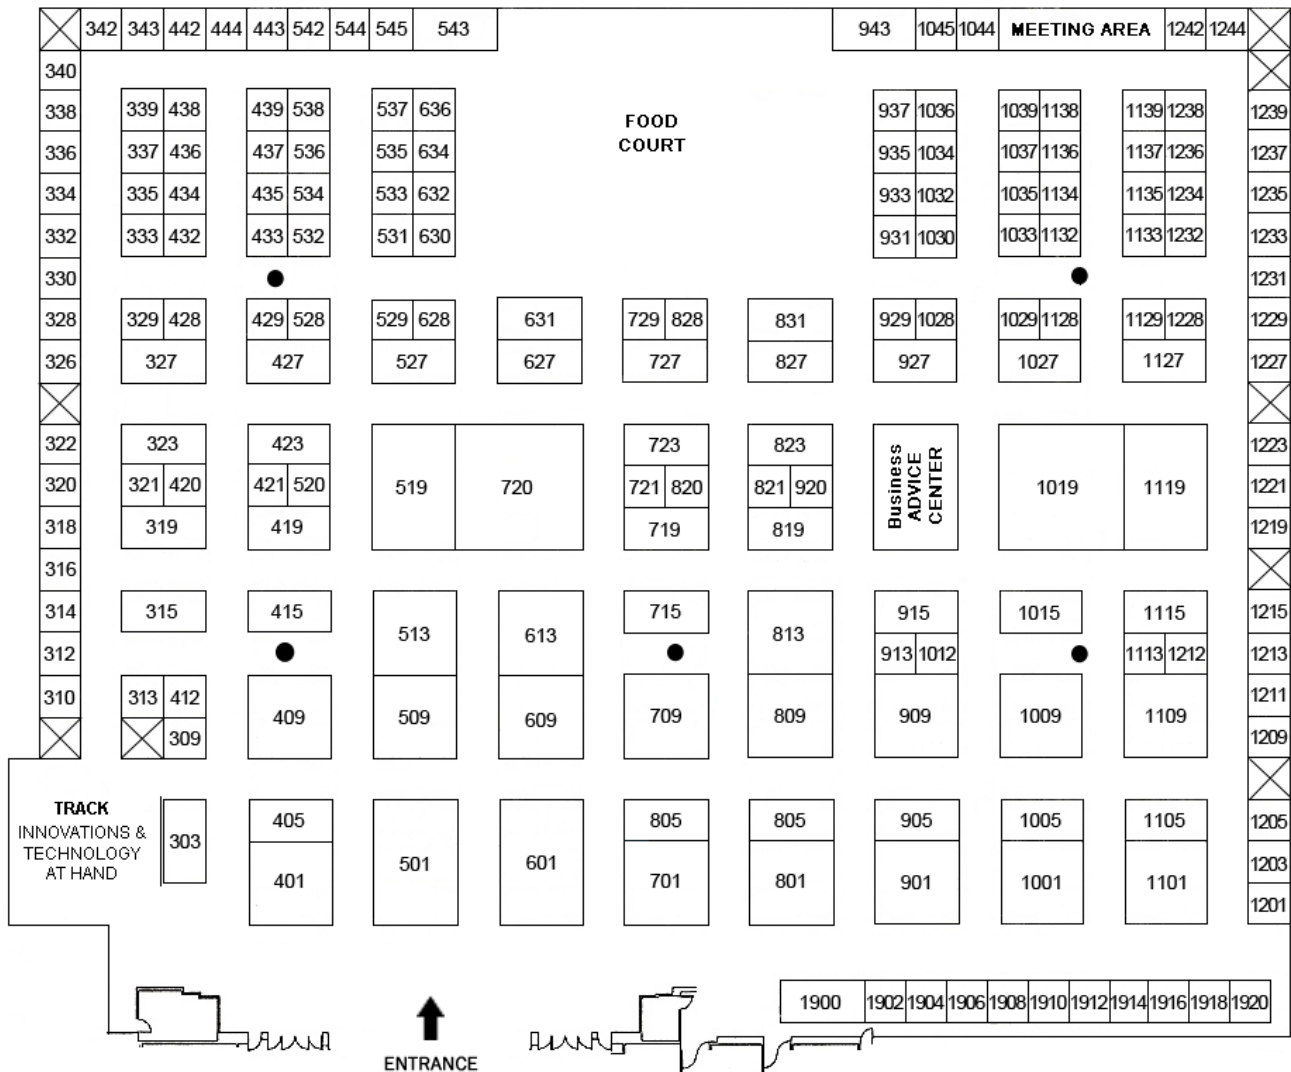 342 343 442 444 443 542 544 545 543 943 1045 1044 MEETING AREA 1242 1244
340
338 339 438 439 538 537 636 937 1036 1039 1138 1139 1238 1239
FOOD
COURT
336 337 436 437 536 535 634 935 1034 1037 1136 1137 1236 1237
334 335 434 435 534 533 632 933 1032 1035 1134 1135 1234 1235
332 333 432 433 532 531 630 931 1030 1033 1132 1133 1232 1233
330 1231
328 329 428 429 528 529 628 631 729 828 831 929 1028 1029 1128 1129 1228 1229
326 327 427 527 627 727 827 927 1027 1127 1227
322 323 423 723 823 1223
320 321 420 421 520 519 720 721 820 821 920 1019 1119 1221
Business
ADVICE
CENTER
318 319 419 719 819 1219
316
314 315 415 715 915 1015 1115 1215
513 613 813
312 913 1012 1113 1212 1213
310 313 412 1211
409 509 609 709 809 909 1009 1109
309 1209
TRACK
INNOVATIONS &
TECHNOLOGY
AT HAND
303
405 805 805 905 1005 1105 1205
501 601 1203
401 701 801 901 1001 1101
1201
1900 1902 1904 1906 1908 1910 1912 1914 1916 1918 1920
ENTRANCE